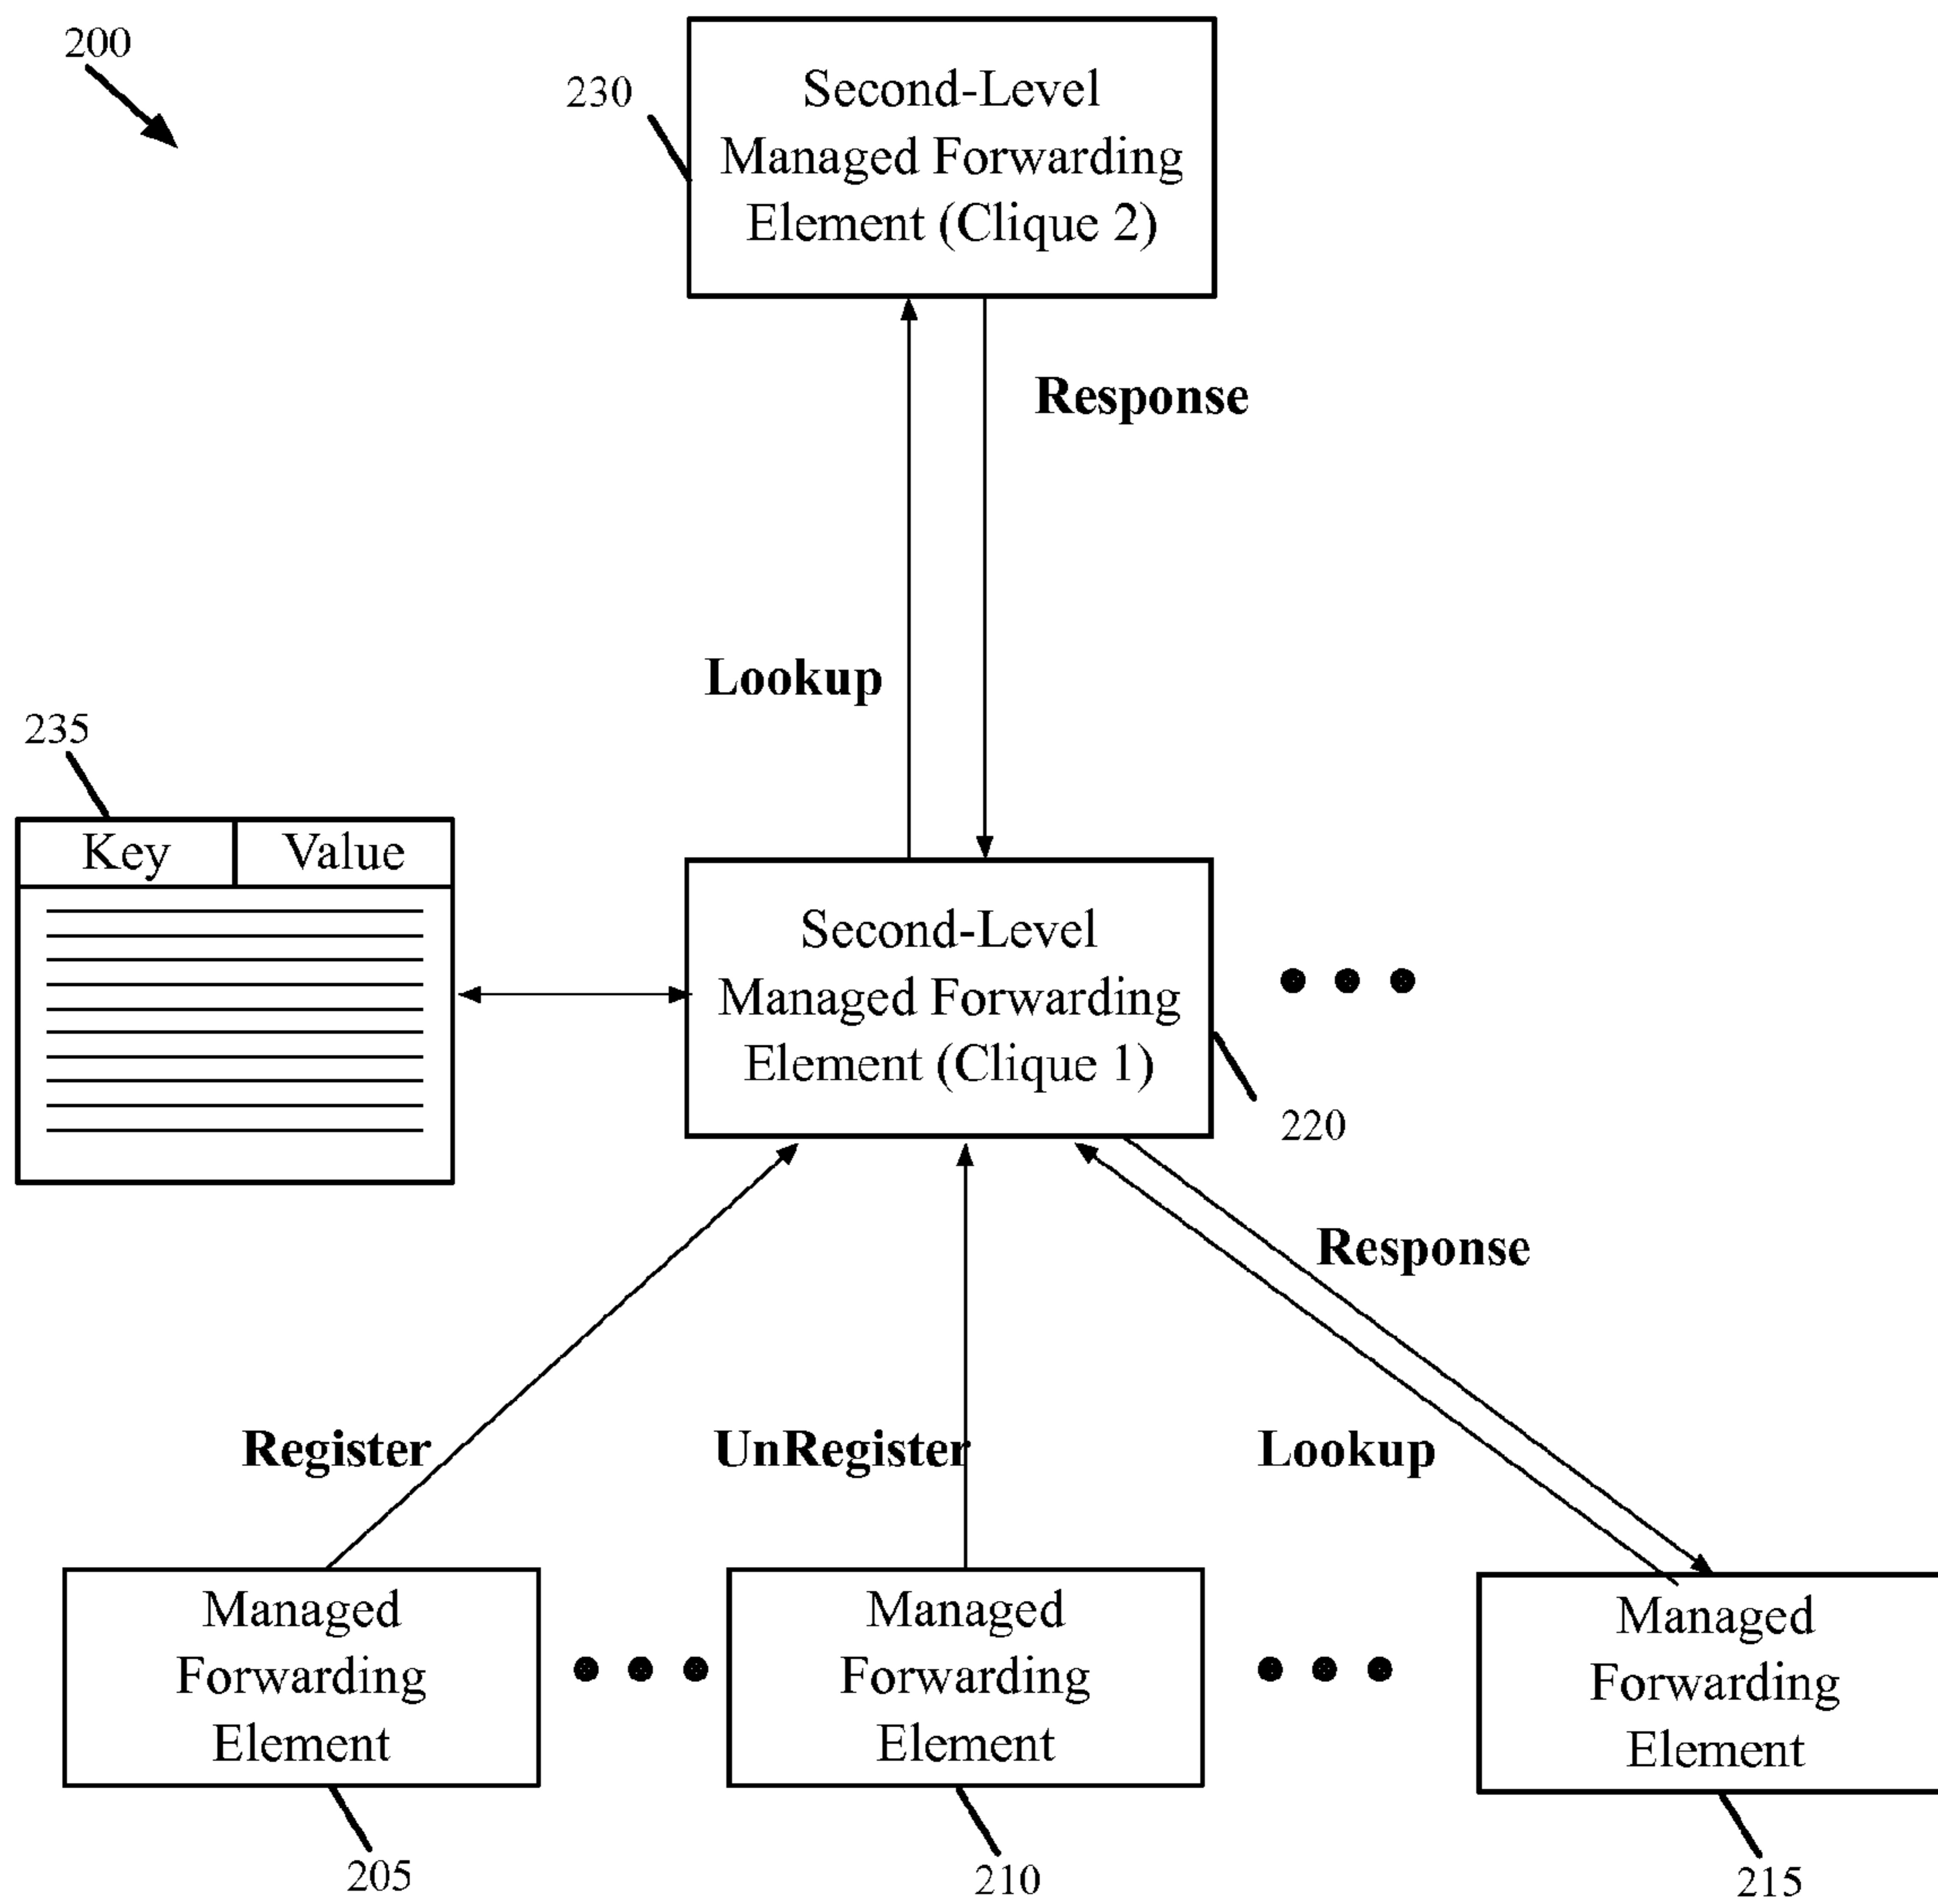 200
230
Second-Level
Managed Forwarding
Element (Clique 2)
Response
Lookup
235
Key Value
Second-Level
Managed Forwarding
Element (Clique 1)
220
Response
Register
UnRegister
Lookup
Managed
Forwarding
Element
Managed
Forwarding
Element
Managed
Forwarding
Element
205
210
215